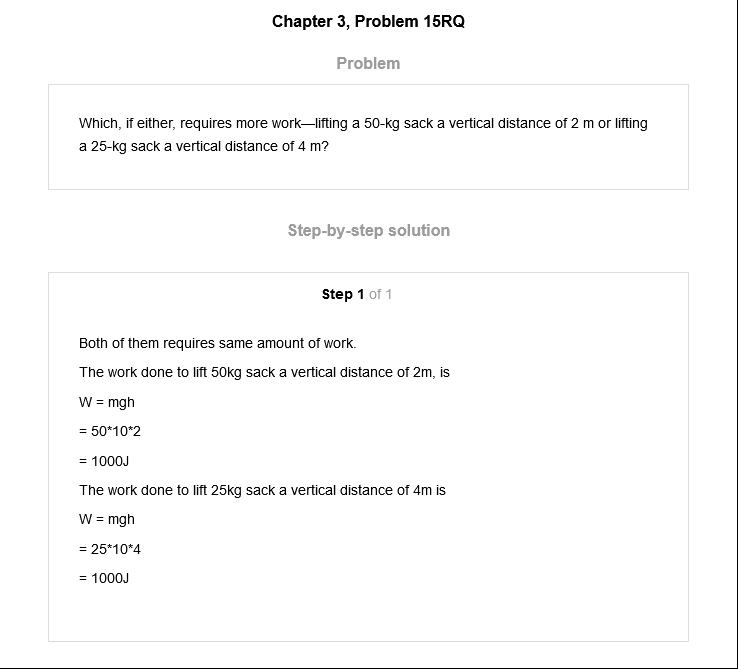 Chapter 3, Problem 15RQ
Problem
Which, if either, requires more work—lifting a 50-kg sack a vertical distance of 2 m or lifting
a 25-kg sack a vertical distance of 4 m?
Step-by-step solution
Step 1 of 1
Both of them requires same amount of work.
The work done to lift 50kg sack a vertical distance of 2m, is
W = mgh
= 50*10*2
= 1000J
The work done to lift 25kg sack a vertical distance of 4m is
W = mgh
= 25*10*4
= 1000J